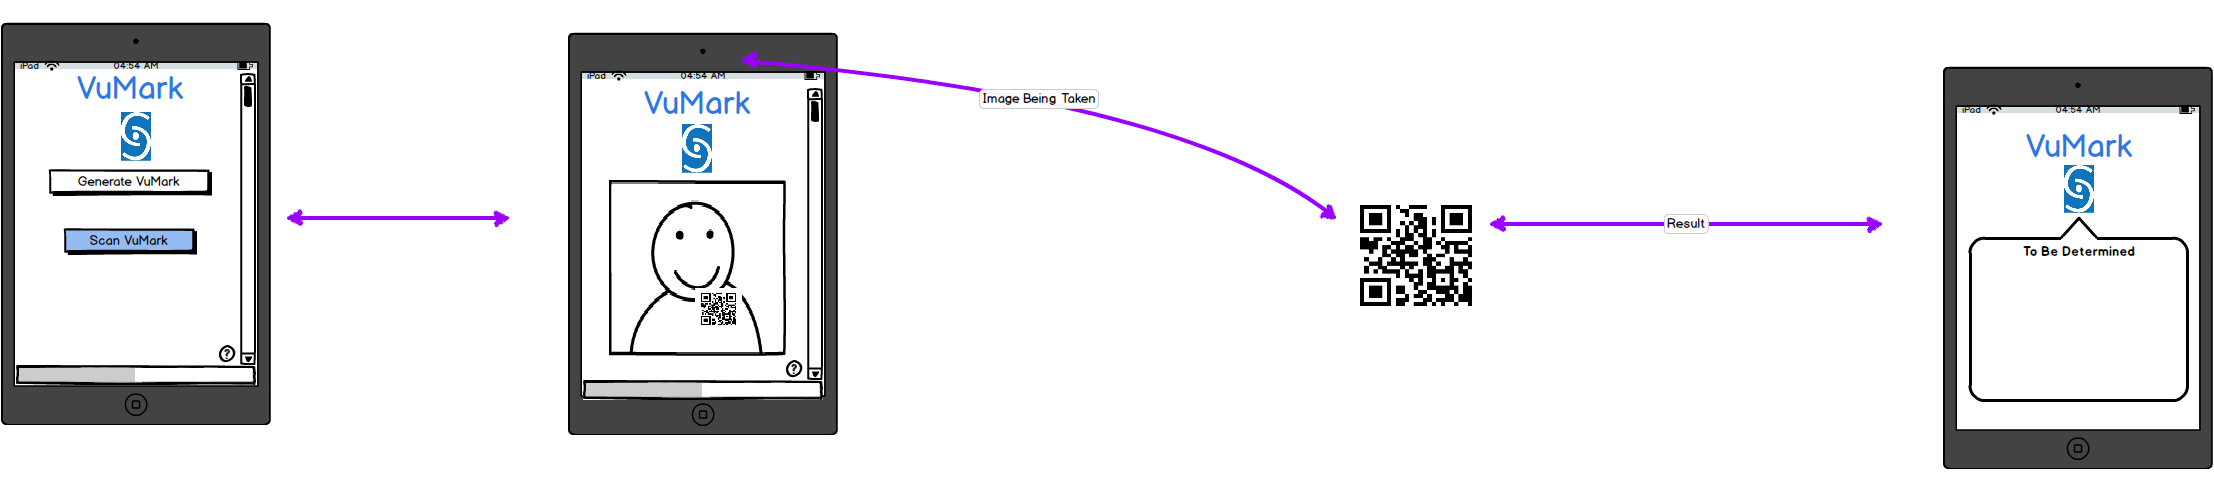 iPad 04:54 AM
VuMark
Generate VuMark
Scan VuMark
?
iPad 04:54 AM
VuMark
?
Image Being Taken
Result
iPad 04:54 AM
VuMark
To Be Determined